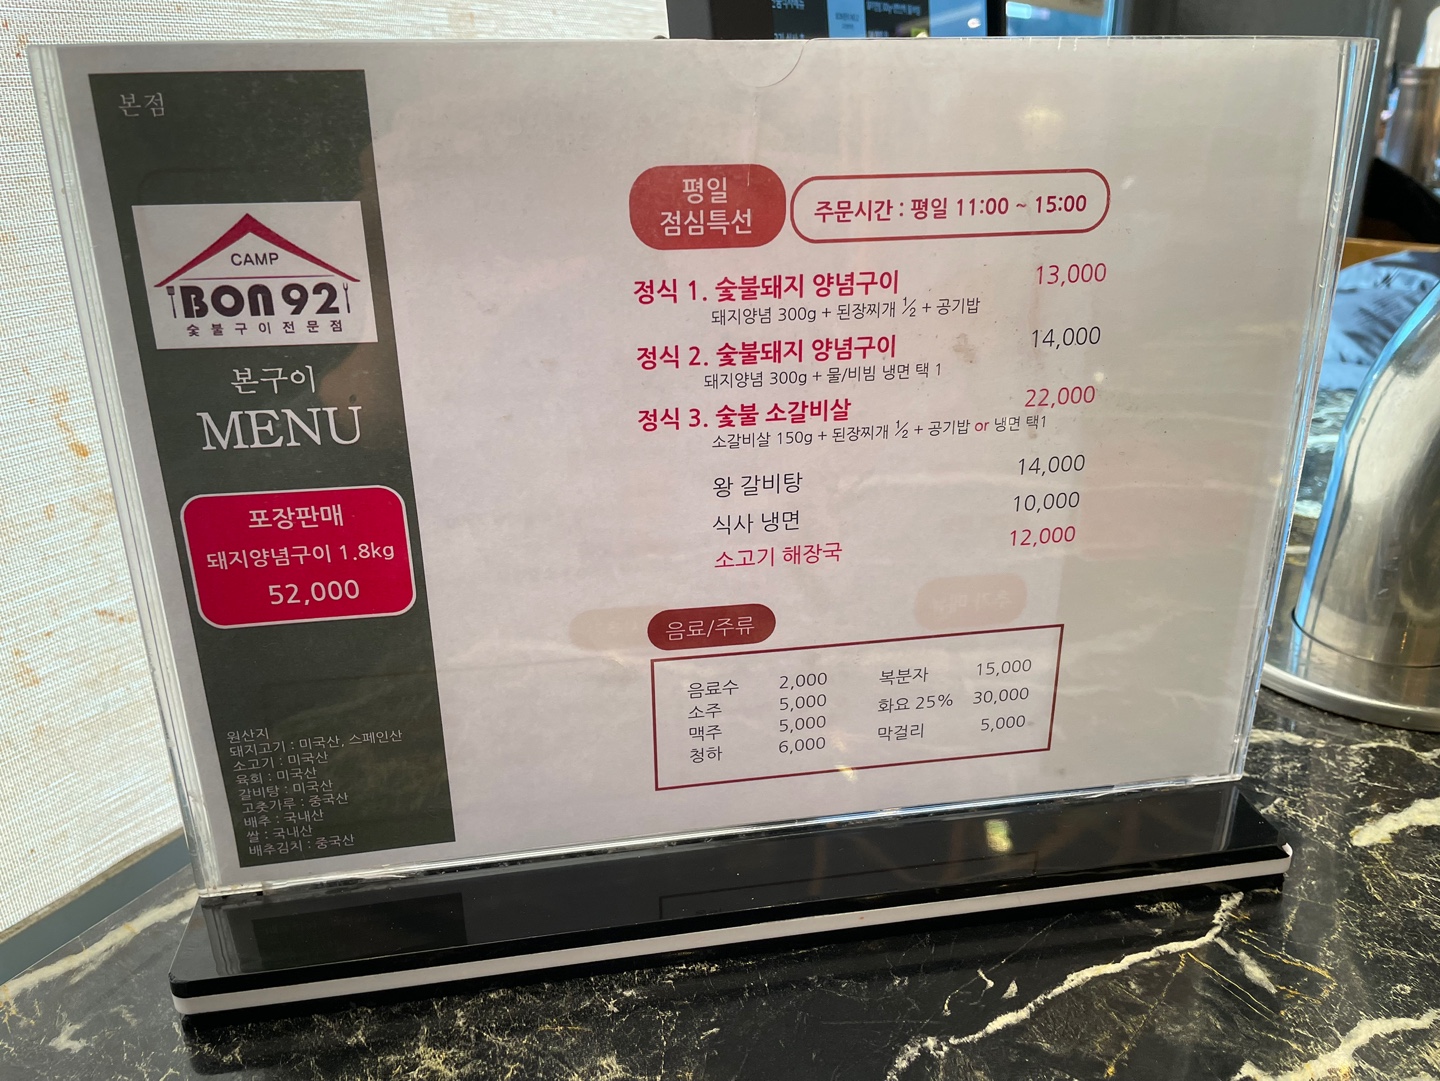 본점
CAMP
BON 92
숯불구이전문점
본구이
MENU
포장판매
돼지양념구이 1.8kg
52,000
원산지
돼지고기 : 미국산, 스페인산
소고기 : 미국산
육회 : 미국산
갈비탕 : 미국산
고춧가루 : 중국산
배추 : 국내산
쌀 : 국내산
배추김치 : 중국산
평일
점심특선
주문시간 : 평일 11:00 ~ 15:00
정식 1. 숯불돼지 양념구이 13,000
돼지양념 300g + 된장찌개 ½ + 공기밥
정식 2. 숯불돼지 양념구이 14,000
돼지양념 300g + 물/비빔 냉면 택 1
정식 3. 숯불 소갈비살 22,000
소갈비살 150g + 된장찌개 ½ + 공기밥 or 냉면 택1
왕 갈비탕 14,000
식사 냉면 10,000
소고기 해장국 12,000
음료/주류
음료수 2,000 복분자 15,000
소주 5,000 화요 25% 30,000
맥주 5,000 막걸리 5,000
청하 6,000